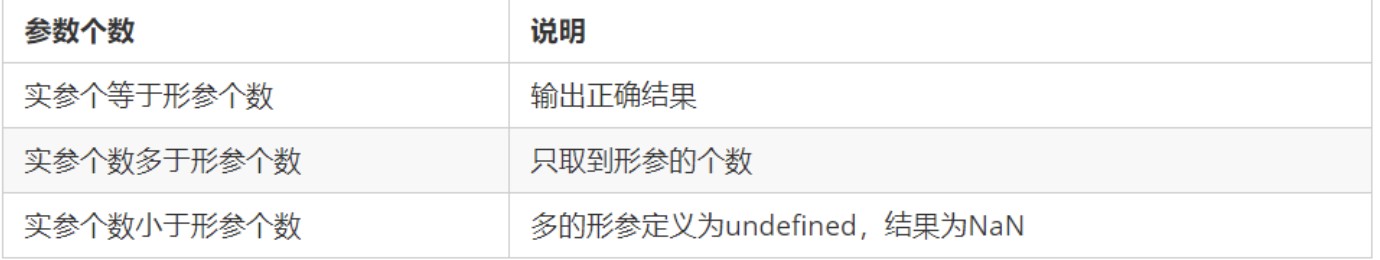 参数个数 说明
实参个等于形参个数 输出正确结果
实参个数多于形参个数 只取到形参的个数
实参个数小于形参个数 多的形参定义为undefined，结果为NaN